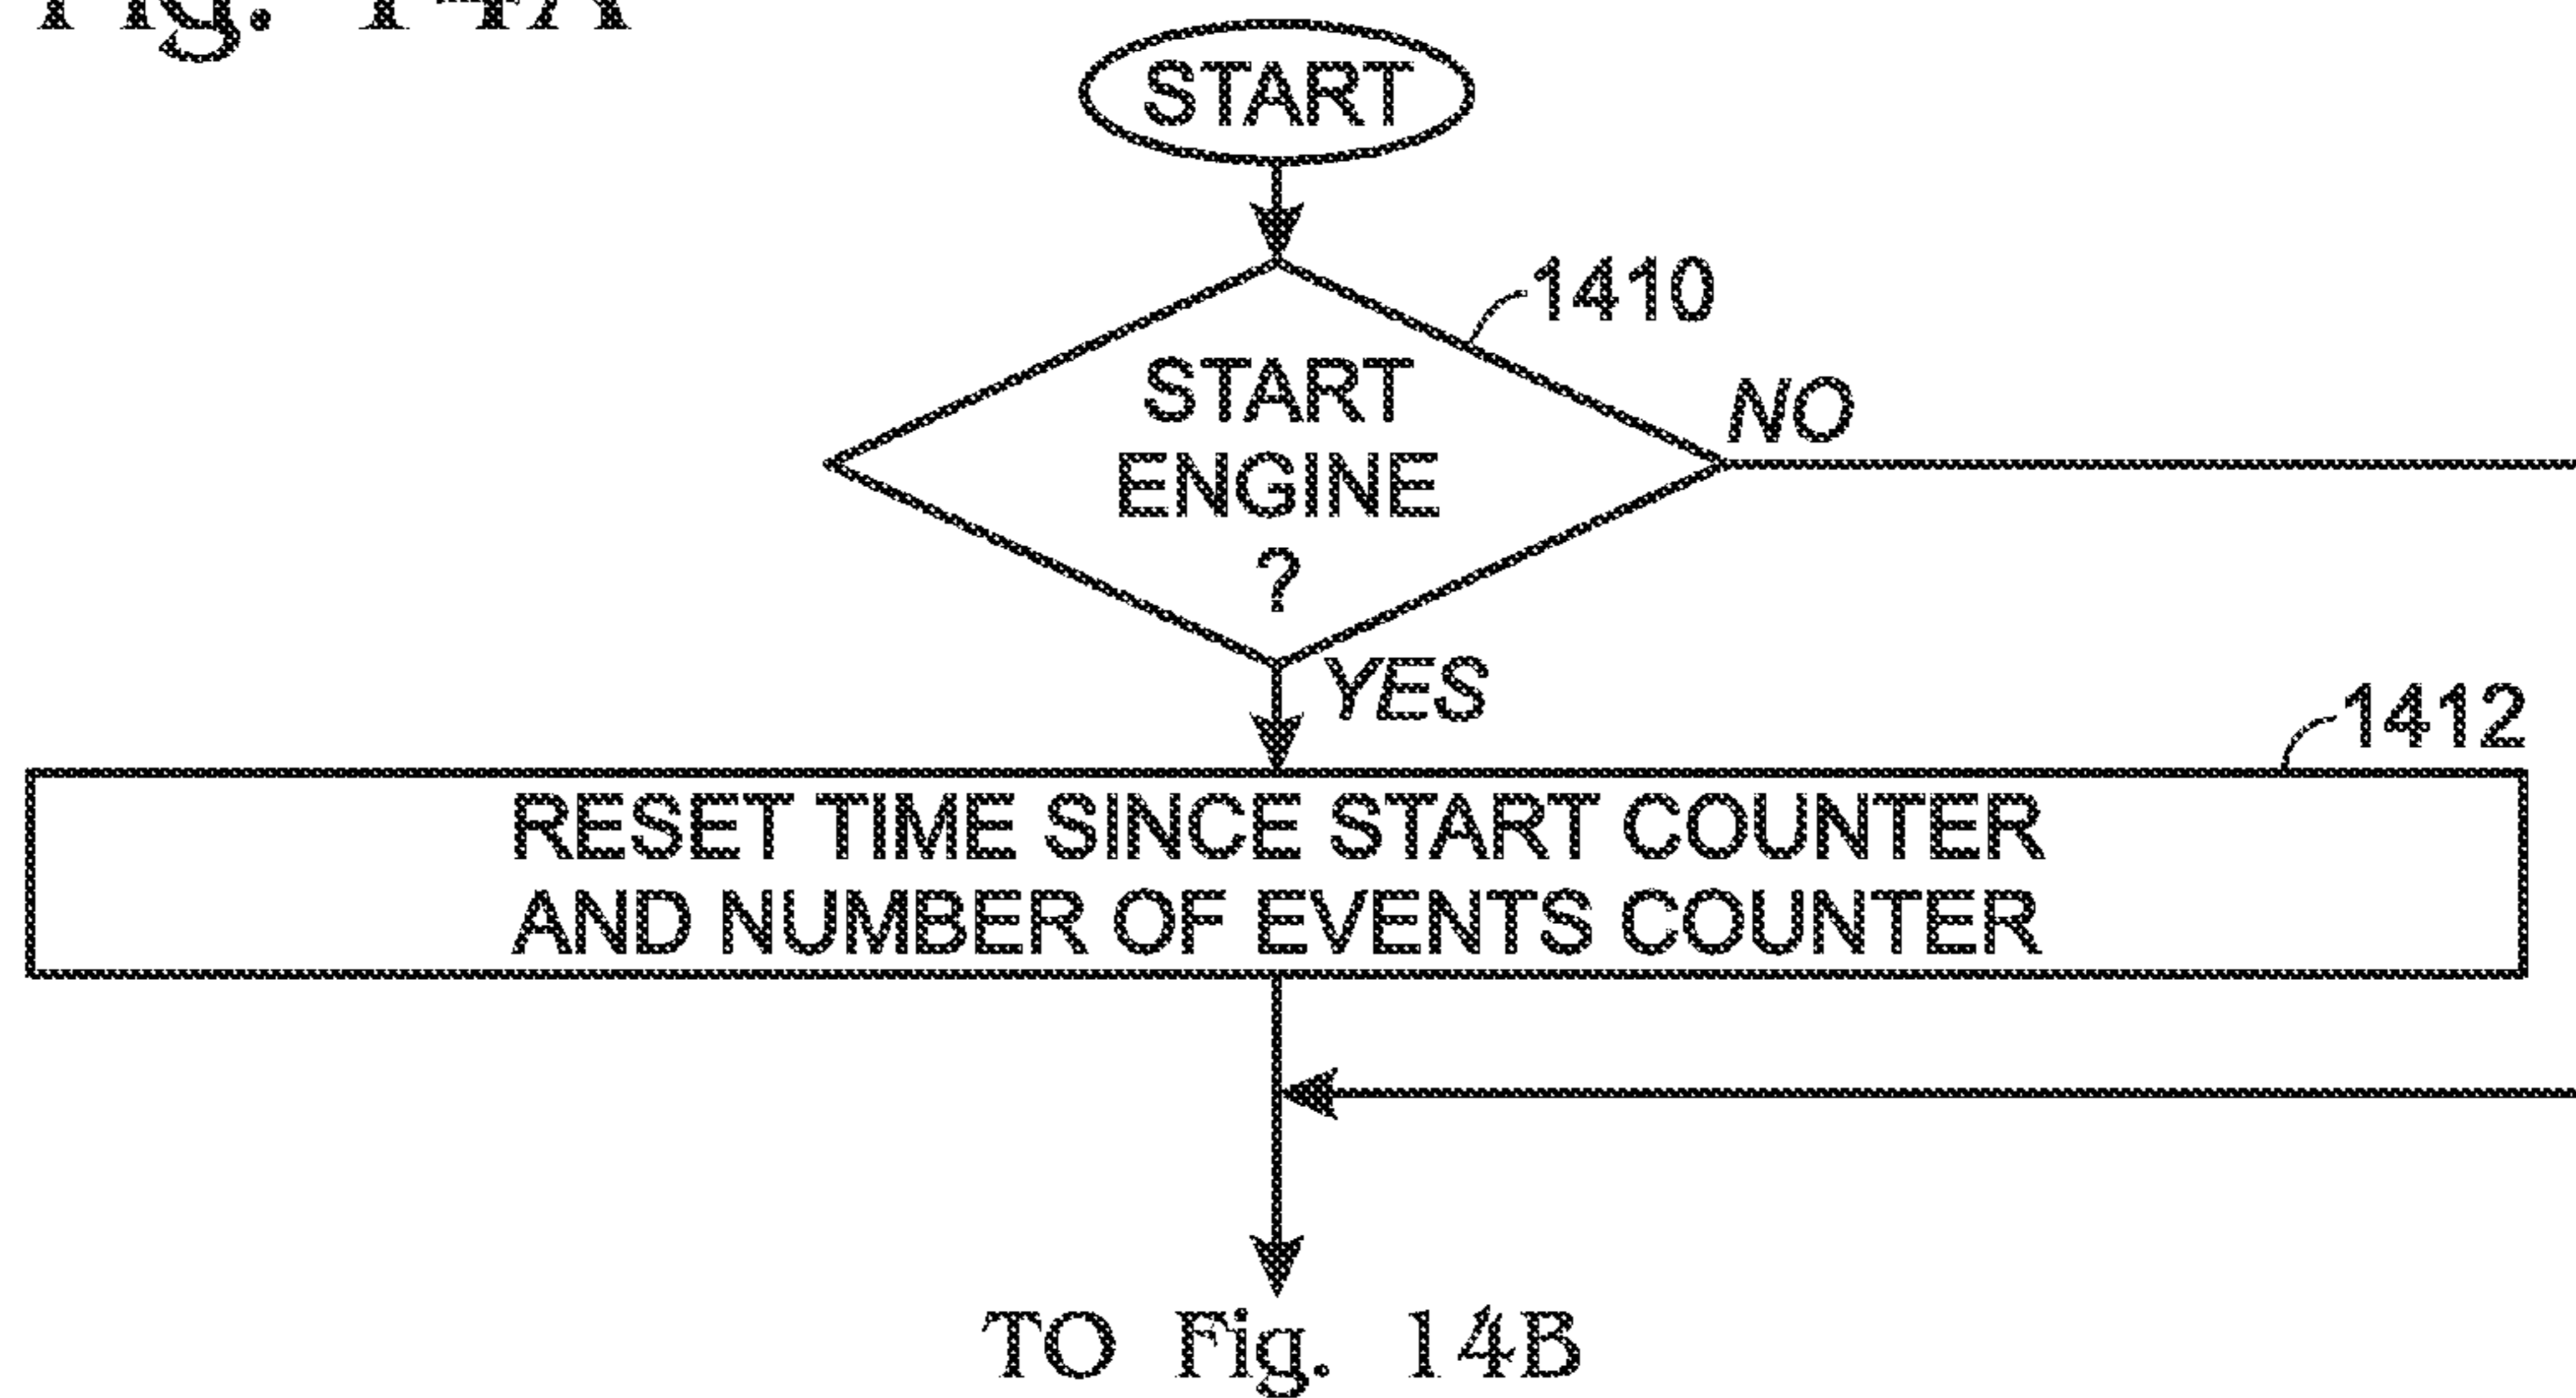 Fig. 14A
START
1410
START
ENGINE
?
NO
YES
1412
RESET TIME SINCE START COUNTER
AND NUMBER OF EVENTS COUNTER
TO Fig. 14B